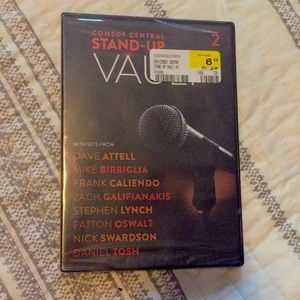 COMEDY CENTRAL
STAND-UP 2
VAULT
6
WITH SETS FROM
DAVE ATTELL
MIKE BIRBIGLIA
FRANK CALIENDO
ZACH GALIFIANAKIS
STEPHEN LYNCH
PATTON OSWALT
NICK SWARDSON
DANIEL TOSH